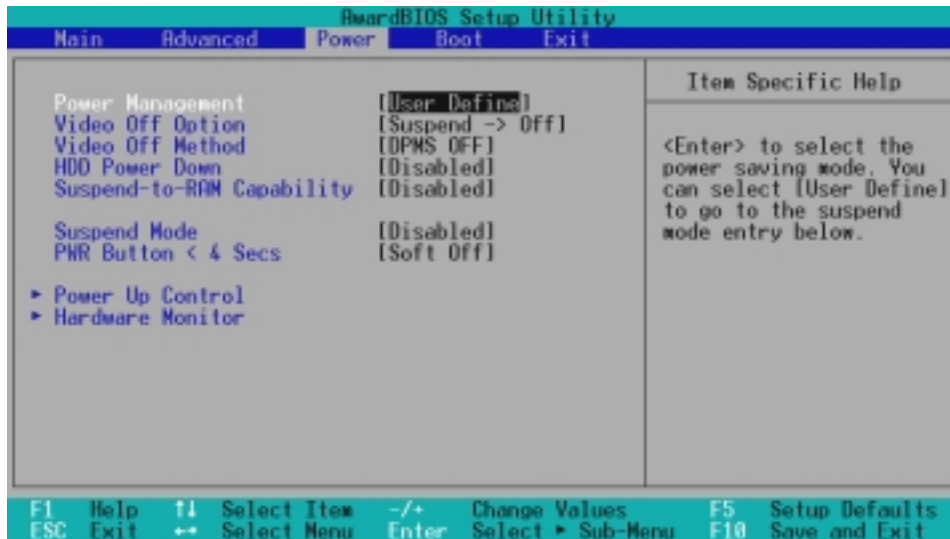 AwardBIOS Setup Utility
Main Advanced Power Boot Exit
Power Management [User Define]
Video Off Option [Suspend -> Off]
Video Off Method [DPMS OFF]
HDD Power Down [Disabled]
Suspend-to-RAM Capability [Disabled]
Suspend Mode [Disabled]
PWR Button < 4 Secs [Soft Off]
► Power Up Control
► Hardware Monitor
Item Specific Help
<Enter> to select the
power saving mode. You
can select [User Define]
to go to the suspend
mode entry below.
F1 Help ↑↓ Select Item -/+ Change Values F5 Setup Defaults
ESC Exit ←→ Select Menu Enter Select ► Sub-Menu F10 Save and Exit